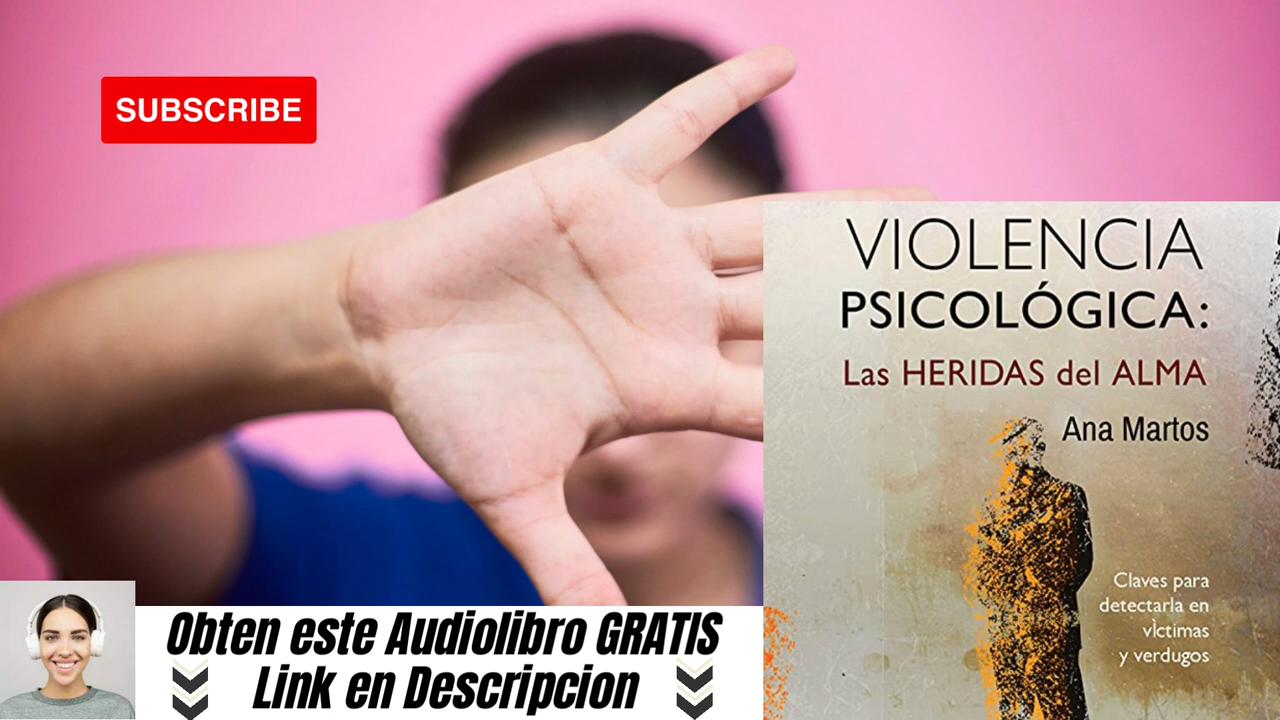 SUBSCRIBE
VIOLENCIA
PSICOLÓGICA:
Las HERIDAS del ALMA
Ana Martos
Claves para
detectarla en
vìctimas
y verdugos
Obten este Audiolibro GRATIS
Link en Descripcion